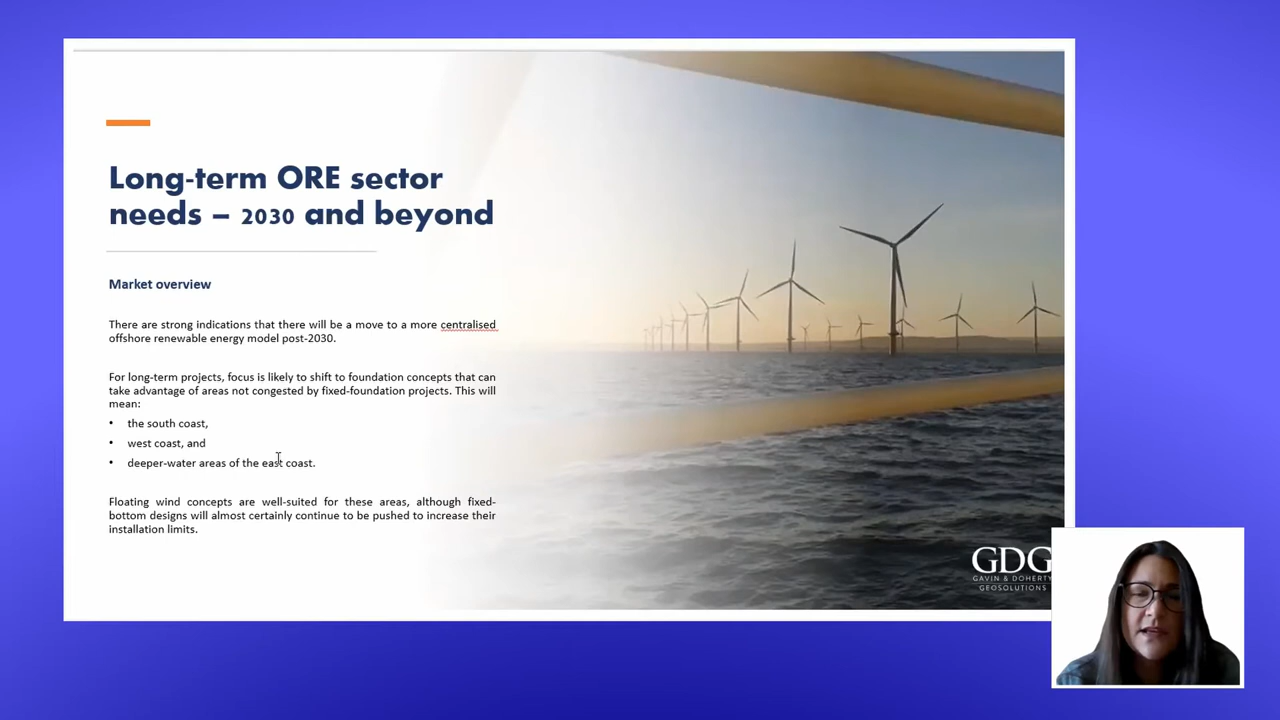 Long-term ORE sector
needs – 2030 and beyond
Market overview
There are strong indications that there will be a move to a more centralised
offshore renewable energy model post-2030.
For long-term projects, focus is likely to shift to foundation concepts that can
take advantage of areas not congested by fixed-foundation projects. This will
mean:
• the south coast,
• west coast, and
• deeper-water areas of the east coast.
Floating wind concepts are well-suited for these areas, although fixed-
bottom designs will almost certainly continue to be pushed to increase their
installation limits.
GDG
GAVIN & DOHERTY
GEOSOLUTIONS